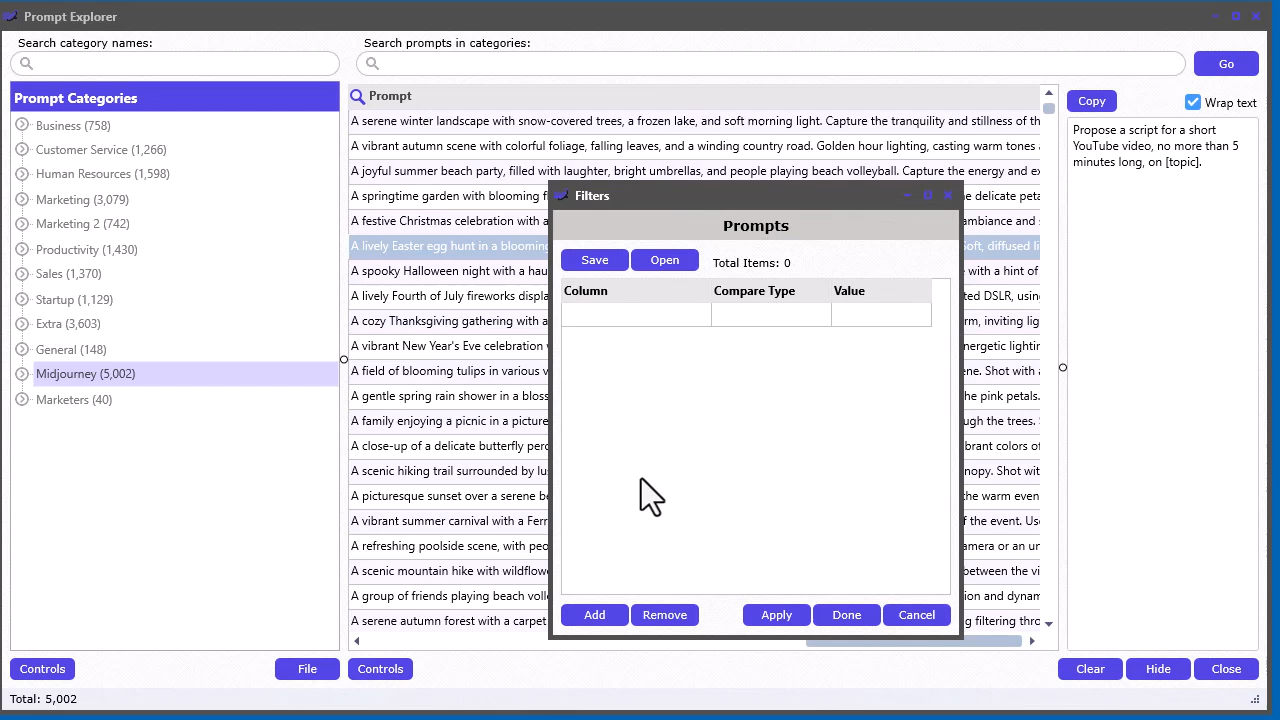 Prompt Explorer
Search category names:
Search prompts in categories:
Go
Prompt Categories
Business (758)
Customer Service (1,266)
Human Resources (1,598)
Marketing (3,079)
Marketing 2 (742)
Productivity (1,430)
Sales (1,370)
Startup (1,129)
Extra (3,603)
General (148)
Midjourney (5,002)
Marketers (40)
Controls
File
Prompt
A serene winter landscape with snow-covered trees, a frozen lake, and soft morning light. Capture the tranquility and stillness of th
A vibrant autumn scene with colorful foliage, falling leaves, and a winding country road. Golden hour lighting, casting warm tones
A joyful summer beach party, filled with laughter, bright umbrellas, and people playing beach volleyball. Capture the energy and ex
A springtime garden with blooming f
A festive Christmas celebration with a
ambiance and
A lively Easter egg hunt in a blooming
Soft, diffused li
A spooky Halloween night with a hau
with a hint of
A lively Fourth of July fireworks displa
ted DSLR, usin
A cozy Thanksgiving gathering with a
rm, inviting lig
A vibrant New Year's Eve celebration
nergetic lightin
A field of blooming tulips in various v
ne. Shot with
A gentle spring rain shower in a bloss
he pink petals.
A family enjoying a picnic in a picture
ugh the trees.
A close-up of a delicate butterfly perc
brant colors of
A scenic hiking trail surrounded by lu
nopy. Shot wit
A picturesque sunset over a serene be
the warm even
A vibrant summer carnival with a Ferr
f the event. Us
A refreshing poolside scene, with peo
amera or an un
A scenic mountain hike with wildflow
between the vi
A group of friends playing beach volle
ion and dynam
A serene autumn forest with a carpet
g filtering thro
Controls
Filters
Prompts
Save
Open
Total Items: 0
Column
Compare Type
Value
Add
Remove
Apply
Done
Cancel
Copy
Wrap text
Propose a script for a short
YouTube video, no more than 5
minutes long, on [topic].
Clear
Hide
Close
Total: 5,002